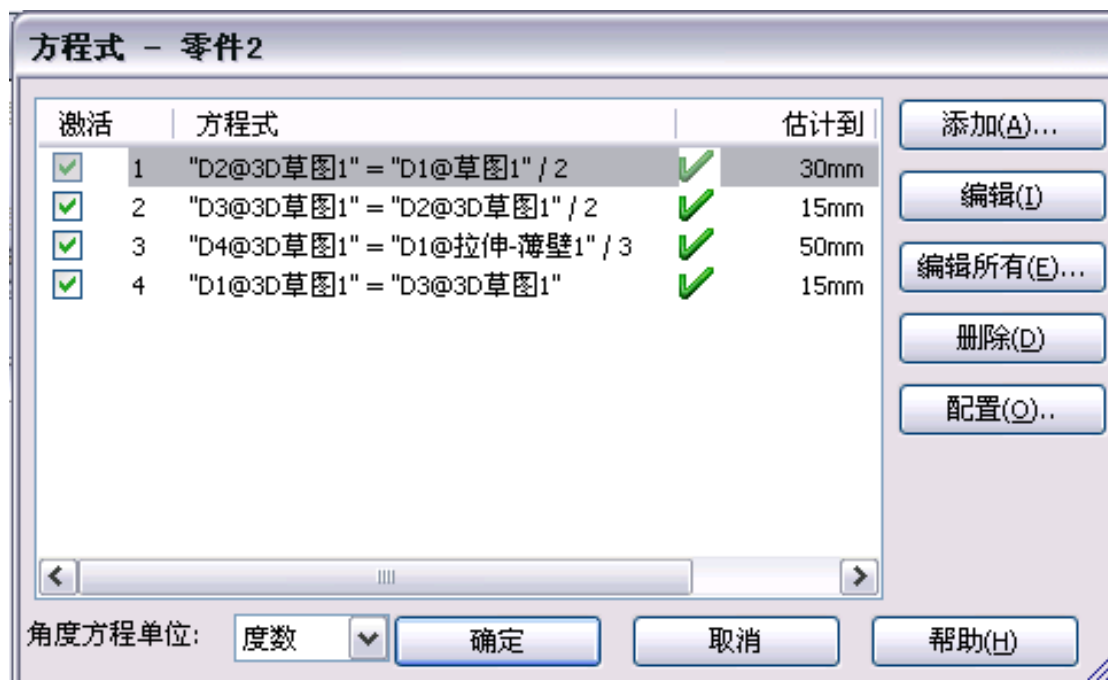 方程式 - 零件2
激活 方程式 估计到
1 "D2@3D草图1" = "D1@草图1" / 2 30mm
2 "D3@3D草图1" = "D2@3D草图1" / 2 15mm
3 "D4@3D草图1" = "D1@拉伸-薄壁1" / 3 50mm
4 "D1@3D草图1" = "D3@3D草图1" 15mm
添加(A)...
编辑(I)
编辑所有(E)...
删除(D)
配置(O)..
角度方程单位: 度数 确定 取消 帮助(H)